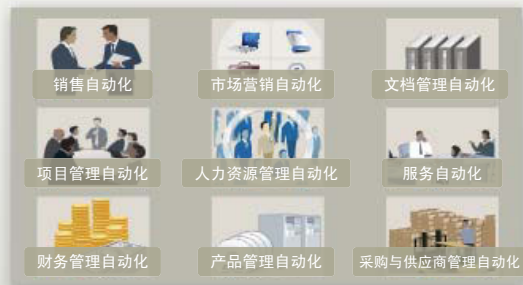 销售自动化
市场营销自动化
文档管理自动化
项目管理自动化
人力资源管理自动化
服务自动化
财务管理自动化
产品管理自动化
采购与供应商管理自动化